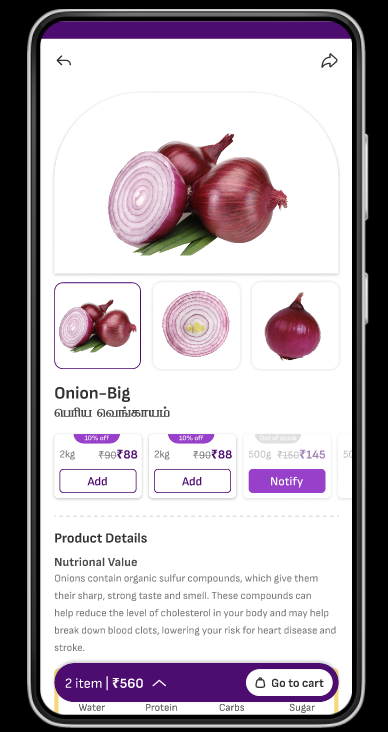 Onion-Big
பெரிய வெங்காயம்
10% off
2kg ₹90 ₹88
Add
10% off
2kg ₹90 ₹88
Add
Out of stock
500g ₹150 ₹145
Notify
50
Product Details
Nutrional Value
Onions contain organic sulfur compounds, which give them
their sharp, strong taste and smell. These compounds can
help reduce the level of cholesterol in your body and may help
break down blood clots, lowering your risk for heart disease and
stroke.
2 item | ₹560
Go to cart
Water Protein Carbs Sugar